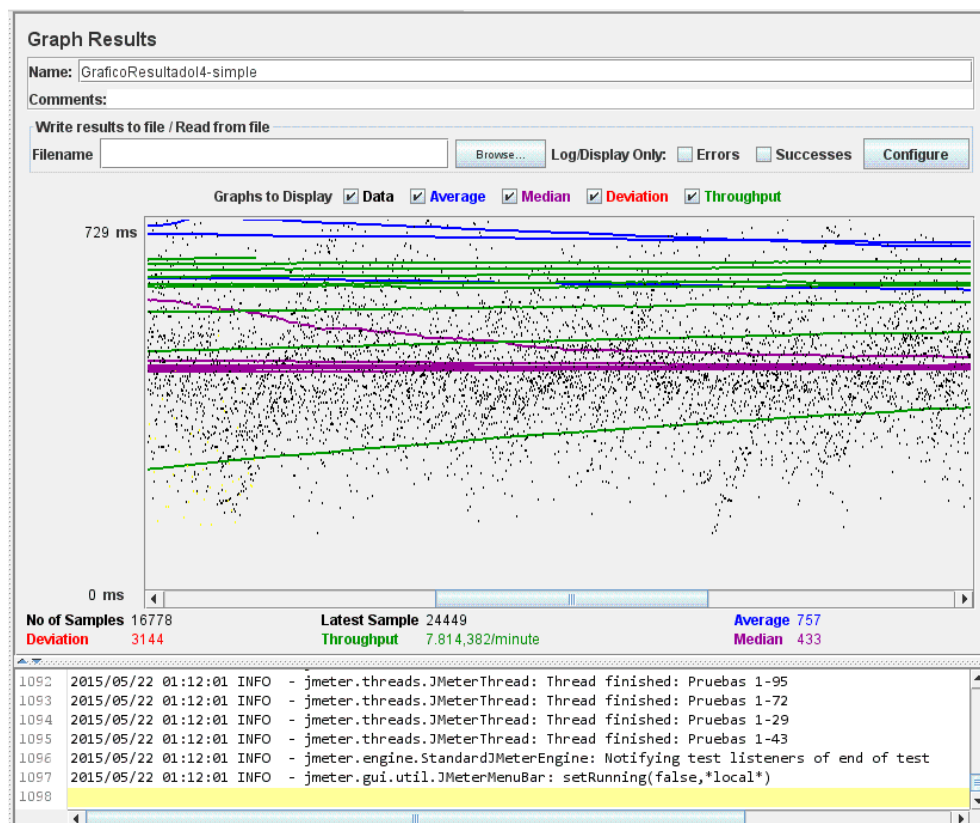 Graph Results
Name: GraficoResultadoI4-simple
Comments:
Write results to file / Read from file
Filename Browse... Log/Display Only: Errors Successes Configure
Graphs to Display Data Average Median Deviation Throughput
729 ms
0 ms
No of Samples 16778 Latest Sample 24449 Average 757
Deviation 3144 Throughput 7.814,382/minute Median 433
1092 2015/05/22 01:12:01 INFO - jmeter.threads.JMeterThread: Thread finished: Pruebas 1-95
1093 2015/05/22 01:12:01 INFO - jmeter.threads.JMeterThread: Thread finished: Pruebas 1-72
1094 2015/05/22 01:12:01 INFO - jmeter.threads.JMeterThread: Thread finished: Pruebas 1-29
1095 2015/05/22 01:12:01 INFO - jmeter.threads.JMeterThread: Thread finished: Pruebas 1-43
1096 2015/05/22 01:12:01 INFO - jmeter.engine.StandardJMeterEngine: Notifying test listeners of end of test
1097 2015/05/22 01:12:01 INFO - jmeter.gui.util.JMeterMenuBar: setRunning(false,*local*)
1098